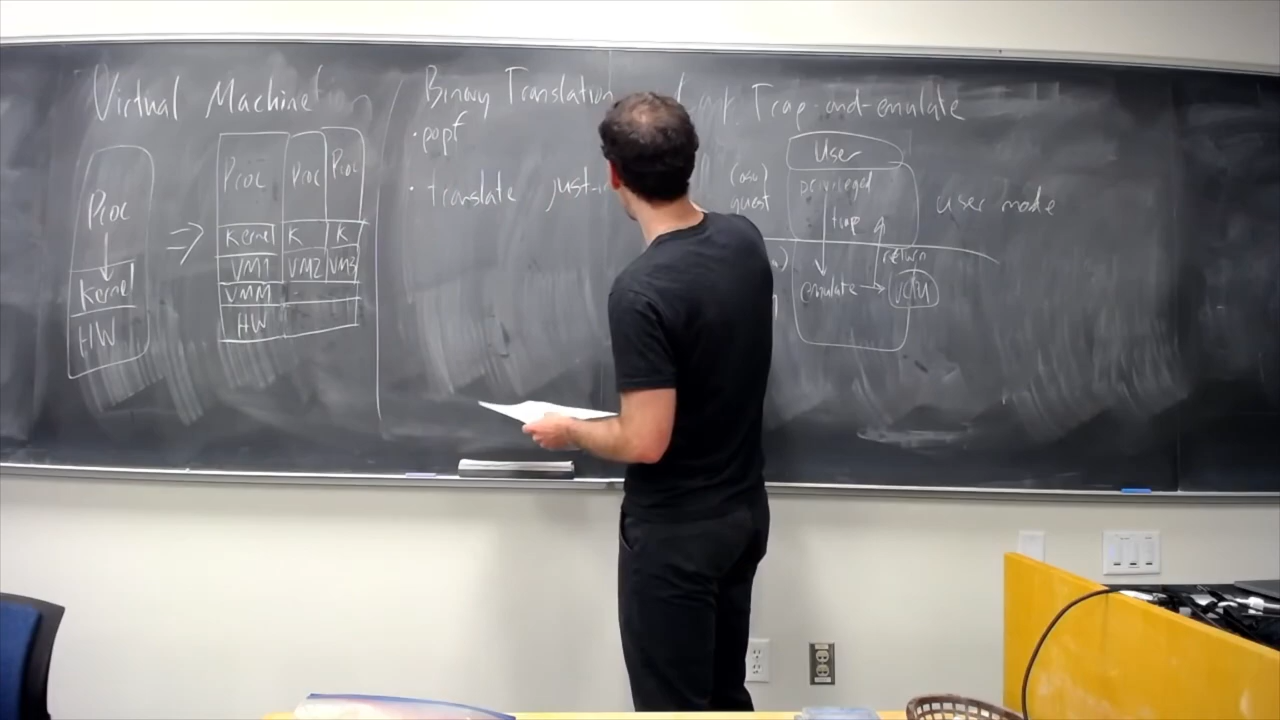 Virtual Machine
Proc
Kernel
HW
Proc Proc Proc
Kernel K K
VM1 VM2 VM3
VMM
HW
Binary Translation
• popf
• translate just-
Trap-and-emulate
User
guest
privileged
trap
user mode
return
emulate
vCPU